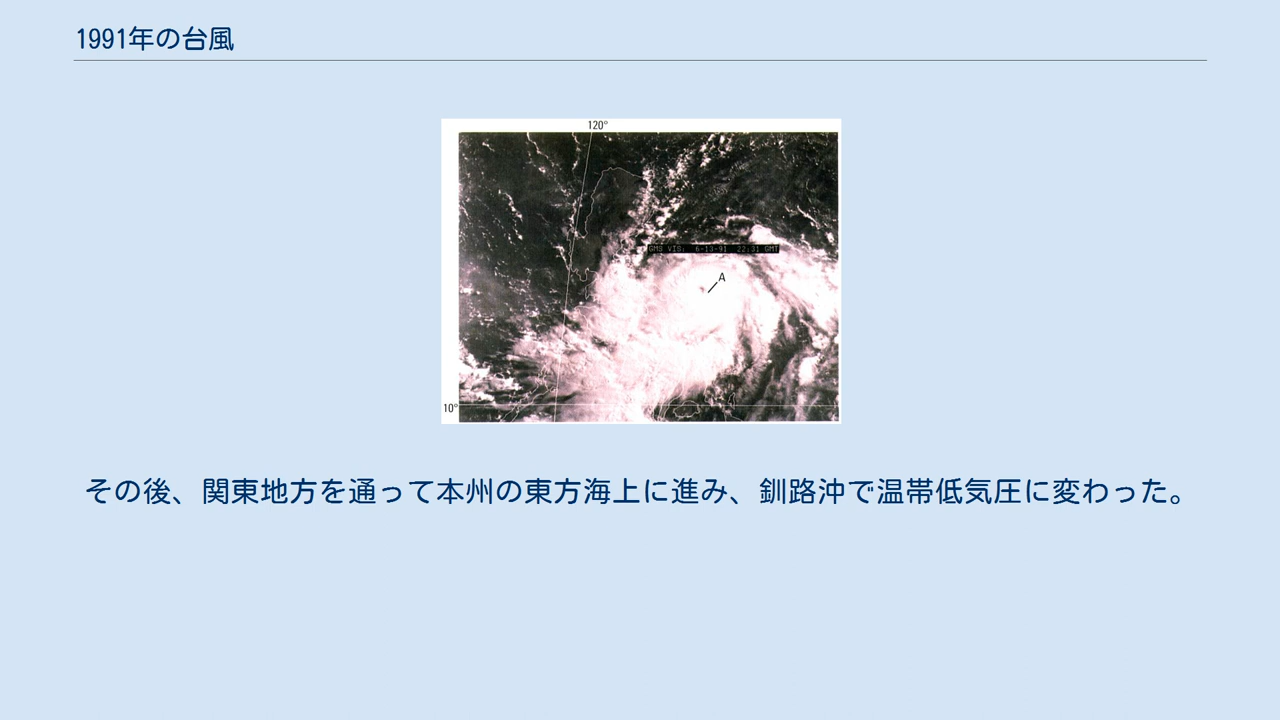 1991年の台風
120°
GMS VIS: 6-13-91 22:31 GMT
A
10°
その後、関東地方を通って本州の東方海上に進み、釧路沖で温帯低気圧に変わった。